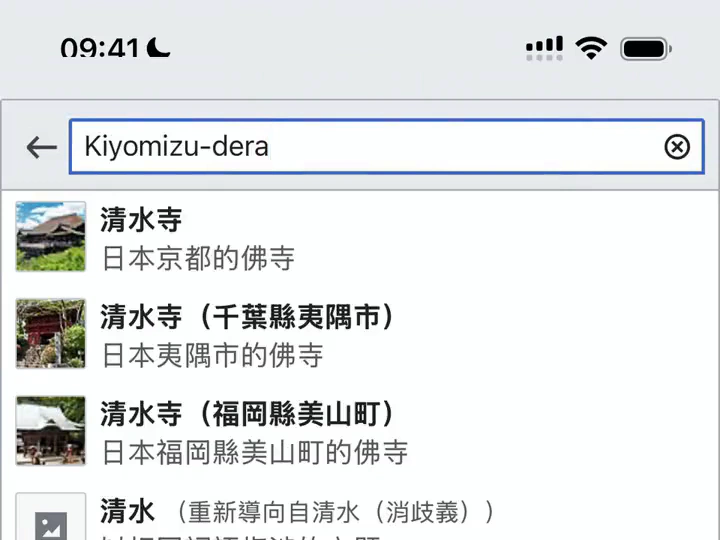 09:41
Kiyomizu-dera
清水寺
日本京都的佛寺
清水寺（千葉縣夷隅市）
日本夷隅市的佛寺
清水寺（福岡縣美山町）
日本福岡縣美山町的佛寺
清水 （重新導向自清水（消歧義））